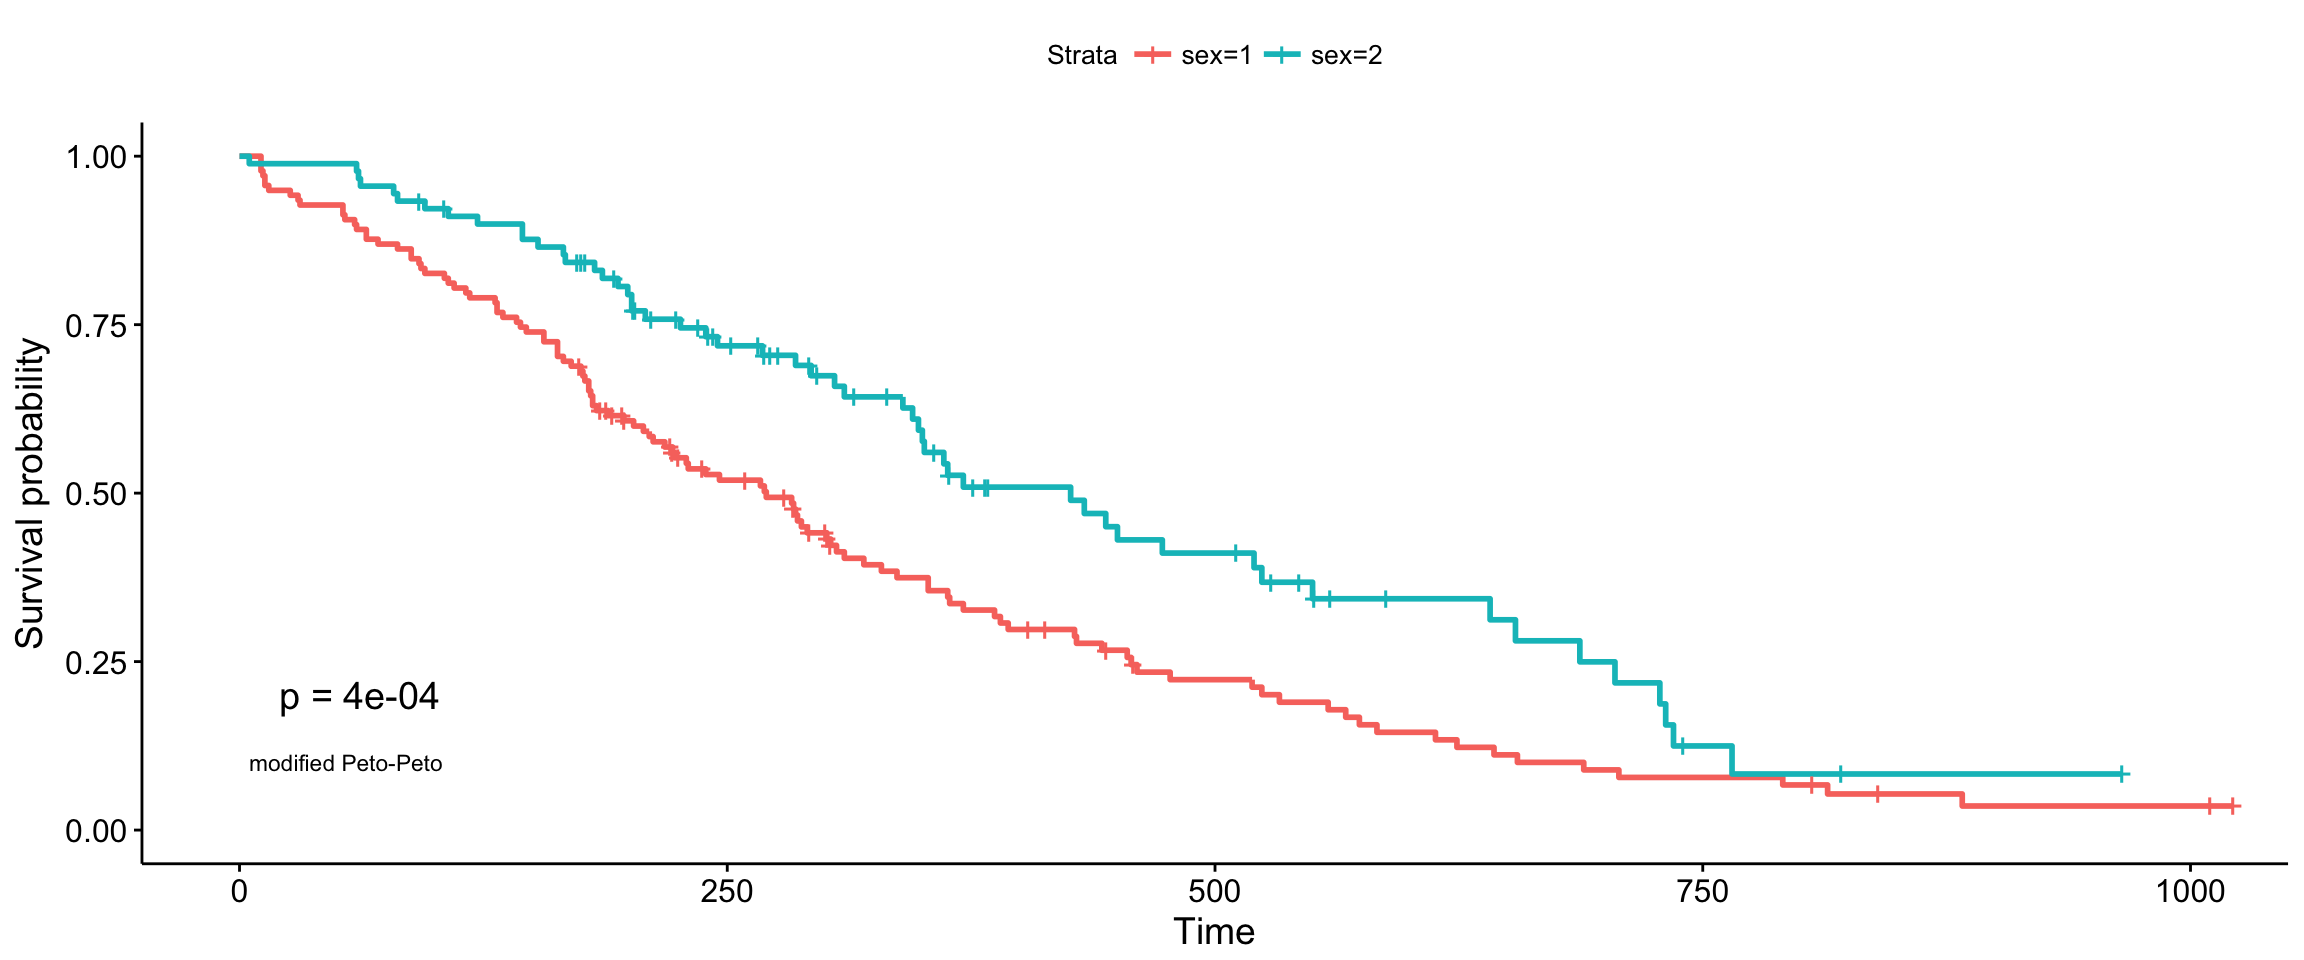 Strata sex=1 sex=2
Survival probability
1.00
0.75
0.50
0.25
0.00
p = 4e-04
modified Peto-Peto
0 250 500 750 1000
Time